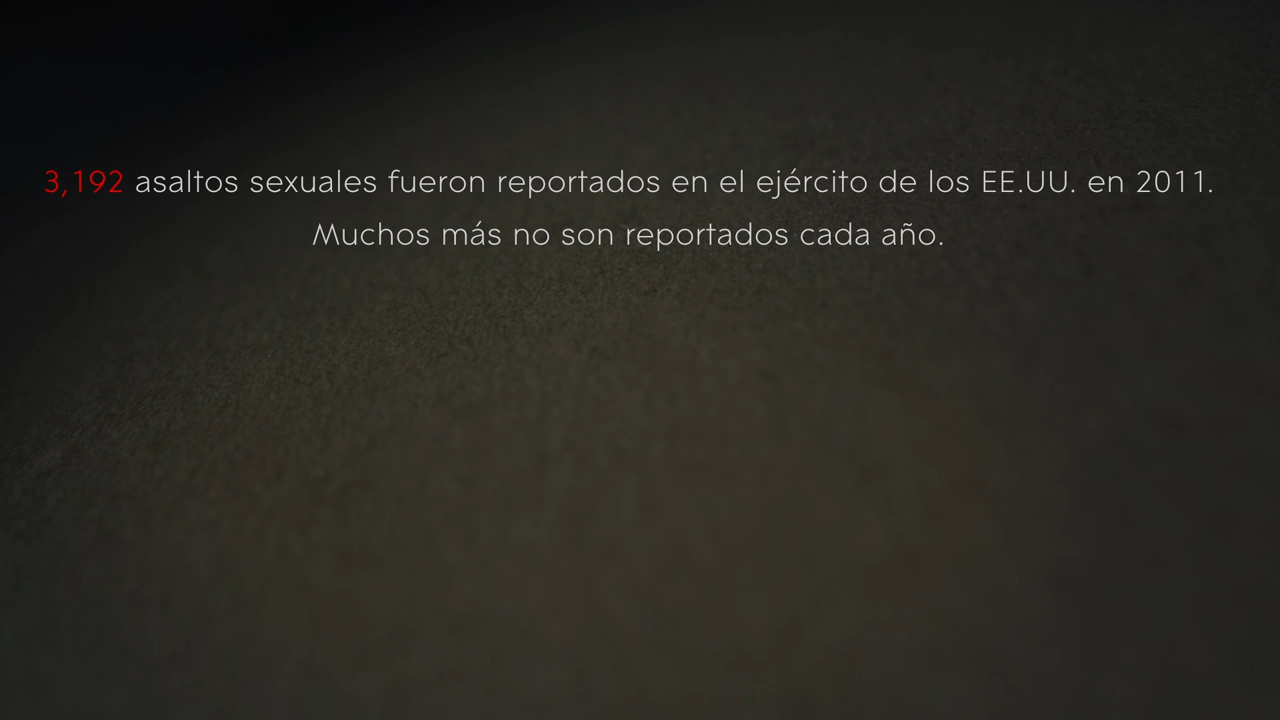 3,192 asaltos sexuales fueron reportados en el ejército de los EE.UU. en 2011.
Muchos más no son reportados cada año.